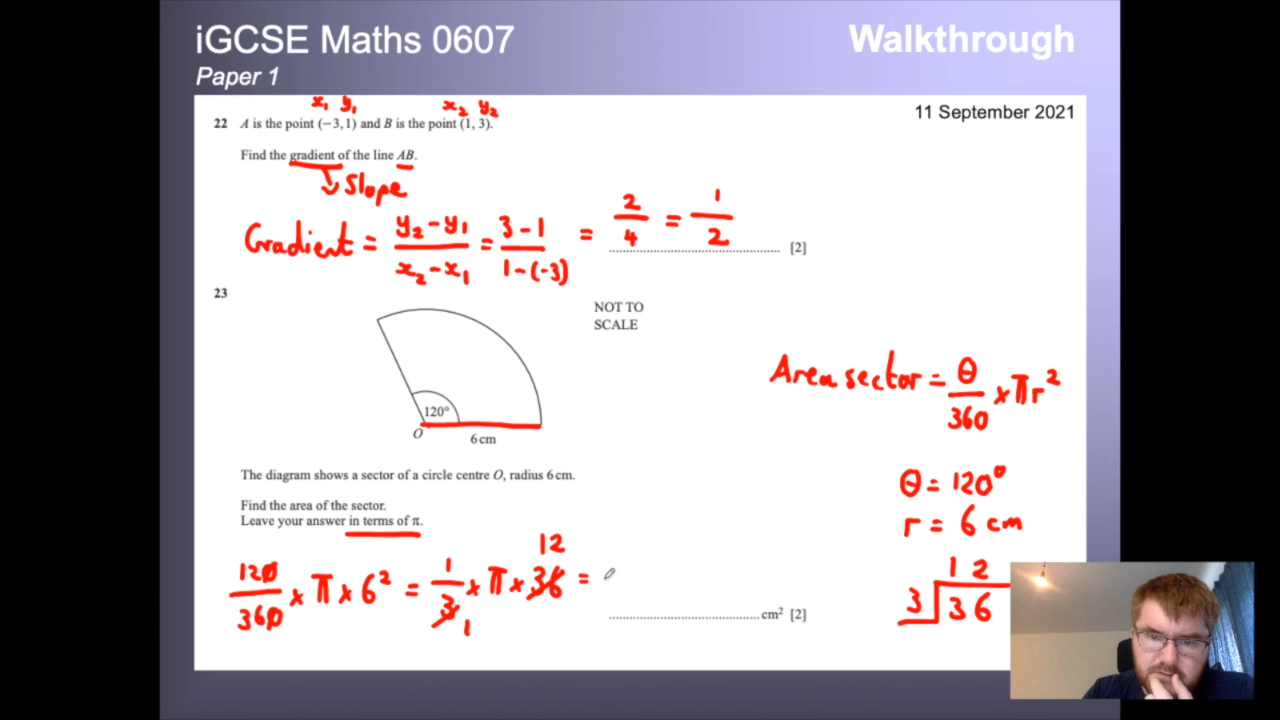 iGCSE Maths 0607
Walkthrough
Paper 1
11 September 2021
x₁ y₁ x₂ y₂
22 A is the point (−3, 1) and B is the point (1, 3).
Find the gradient of the line AB.
↳ Slope
Gradient = y₂ − y₁ / x₂ − x₁ = 3 − 1 / 1 − (−3) = 2/4 = 1/2
[2]
23
NOT TO
SCALE
120°
O
6 cm
Area sector = θ/360 × πr²
θ = 120°
r = 6 cm
The diagram shows a sector of a circle centre O, radius 6 cm.
Find the area of the sector.
Leave your answer in terms of π.
12
120/360 × π × 6² = 1/3 × π × 36 =
1
cm² [2]
12
3 36